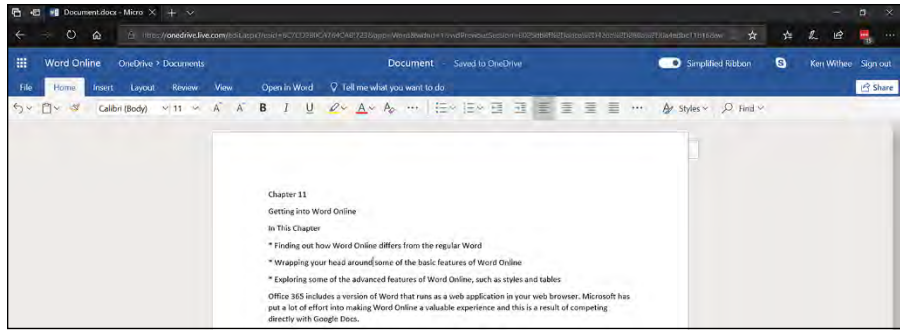 Document.docx - Micro
https://onedrive.live.com/edit.aspx
Word Online OneDrive > Documents Document - Saved to OneDrive Simplified Ribbon Ken Withee Sign out
File Home Insert Layout Review View Open in Word Tell me what you want to do Share
Calibri (Body) 11 A A B I U A Styles Find
Chapter 11
Getting into Word Online
In This Chapter
* Finding out how Word Online differs from the regular Word
* Wrapping your head around some of the basic features of Word Online
* Exploring some of the advanced features of Word Online, such as styles and tables
Office 365 includes a version of Word that runs as a web application in your web browser. Microsoft has
put a lot of effort into making Word Online a valuable experience and this is a result of competing
directly with Google Docs.